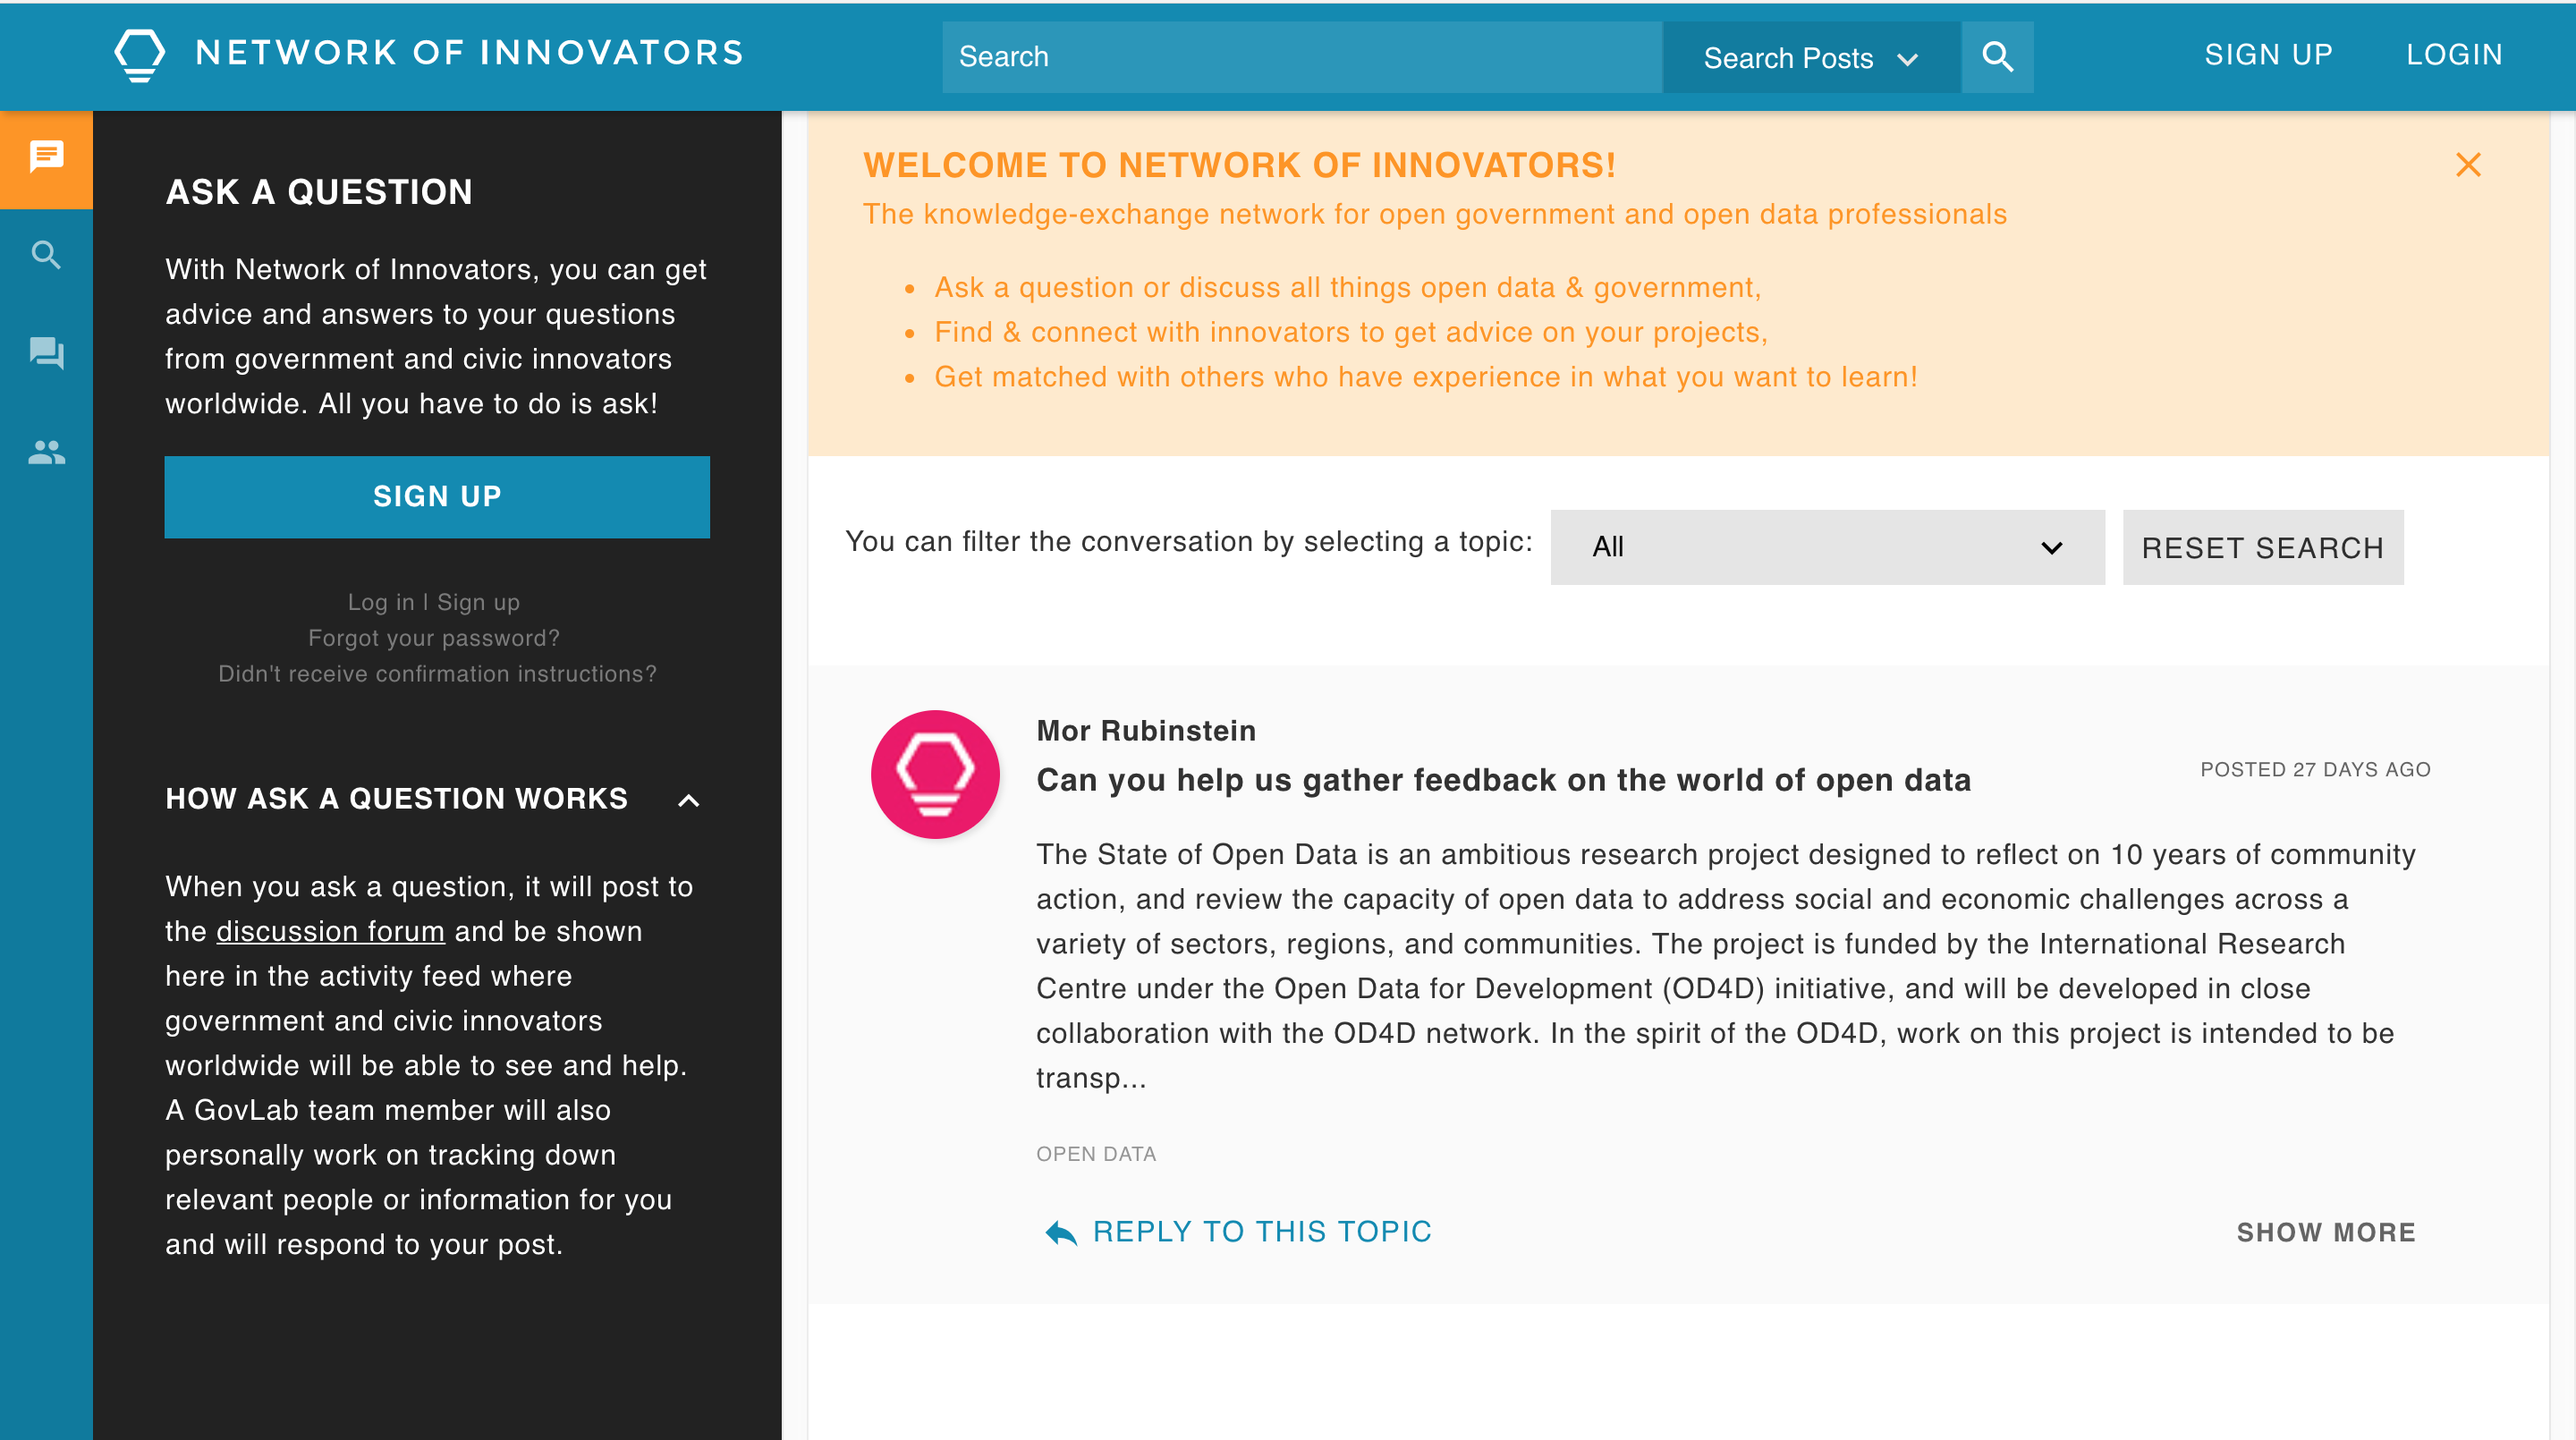 NETWORK OF INNOVATORS
Search
Search Posts
SIGN UP
LOGIN
ASK A QUESTION
With Network of Innovators, you can get
advice and answers to your questions
from government and civic innovators
worldwide. All you have to do is ask!
SIGN UP
Log in | Sign up
Forgot your password?
Didn't receive confirmation instructions?
HOW ASK A QUESTION WORKS
When you ask a question, it will post to
the discussion forum and be shown
here in the activity feed where
government and civic innovators
worldwide will be able to see and help.
A GovLab team member will also
personally work on tracking down
relevant people or information for you
and will respond to your post.
WELCOME TO NETWORK OF INNOVATORS!
The knowledge-exchange network for open government and open data professionals
• Ask a question or discuss all things open data & government,
• Find & connect with innovators to get advice on your projects,
• Get matched with others who have experience in what you want to learn!
You can filter the conversation by selecting a topic:
All
RESET SEARCH
Mor Rubinstein
Can you help us gather feedback on the world of open data
POSTED 27 DAYS AGO
The State of Open Data is an ambitious research project designed to reflect on 10 years of community
action, and review the capacity of open data to address social and economic challenges across a
variety of sectors, regions, and communities. The project is funded by the International Research
Centre under the Open Data for Development (OD4D) initiative, and will be developed in close
collaboration with the OD4D network. In the spirit of the OD4D, work on this project is intended to be
transp...
OPEN DATA
REPLY TO THIS TOPIC
SHOW MORE